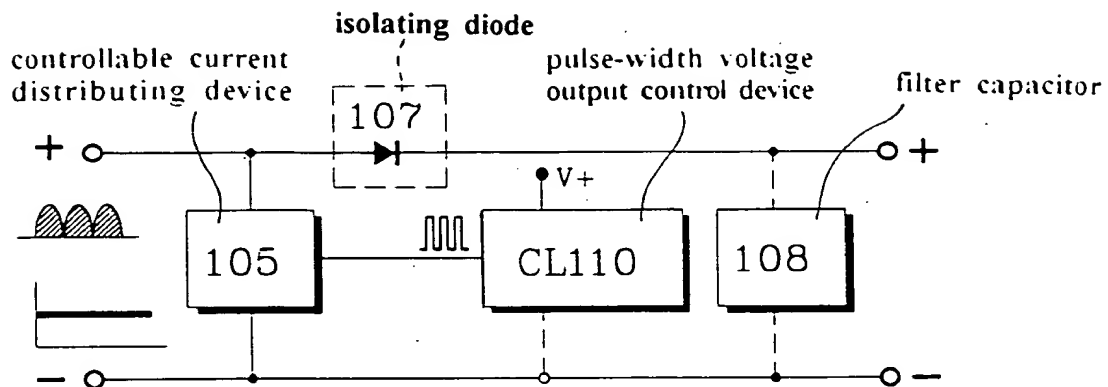 isolating diode
controllable current
distributing device
pulse-width voltage
output control device
filter capacitor
107
+
+
V+
105
CL110
108
−
−